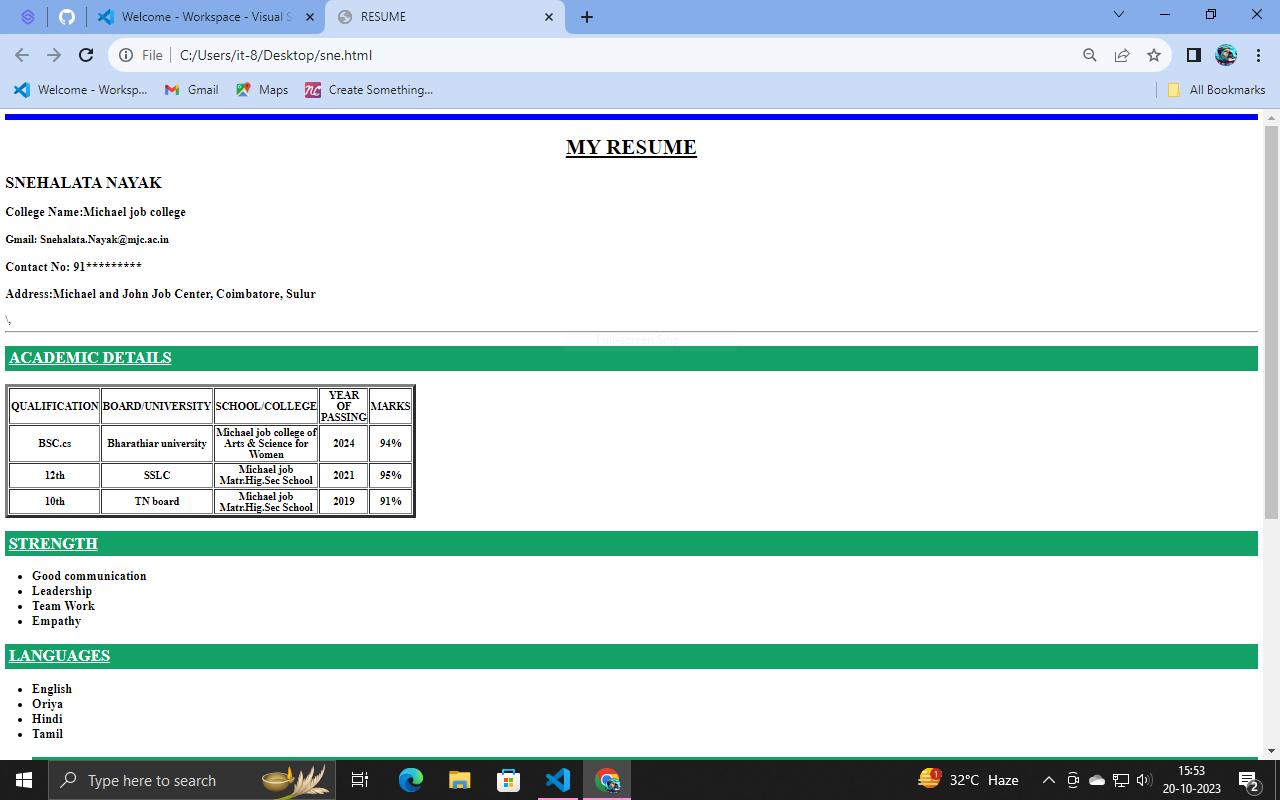 Welcome - Workspace - Visual S
RESUME
File
C:/Users/it-8/Desktop/sne.html
Welcome - Worksp...
Gmail
Maps
Create Something...
All Bookmarks
MY RESUME
SNEHALATA NAYAK
College Name:Michael job college
Gmail: Snehalata.Nayak@mjc.ac.in
Contact No: 91*********
Address:Michael and John Job Center, Coimbatore, Sulur
\,
ACADEMIC DETAILS
QUALIFICATION BOARD/UNIVERSITY SCHOOL/COLLEGE YEAR OF PASSING MARKS
BSC.cs Bharathiar university Michael job college of Arts & Science for Women 2024 94%
12th SSLC Michael job Matr.Hig.Sec School 2021 95%
10th TN board Michael job Matr.Hig.Sec School 2019 91%
STRENGTH
Good communication
Leadership
Team Work
Empathy
LANGUAGES
English
Oriya
Hindi
Tamil
Type here to search
1
32°C Haze
15:53
20-10-2023
2